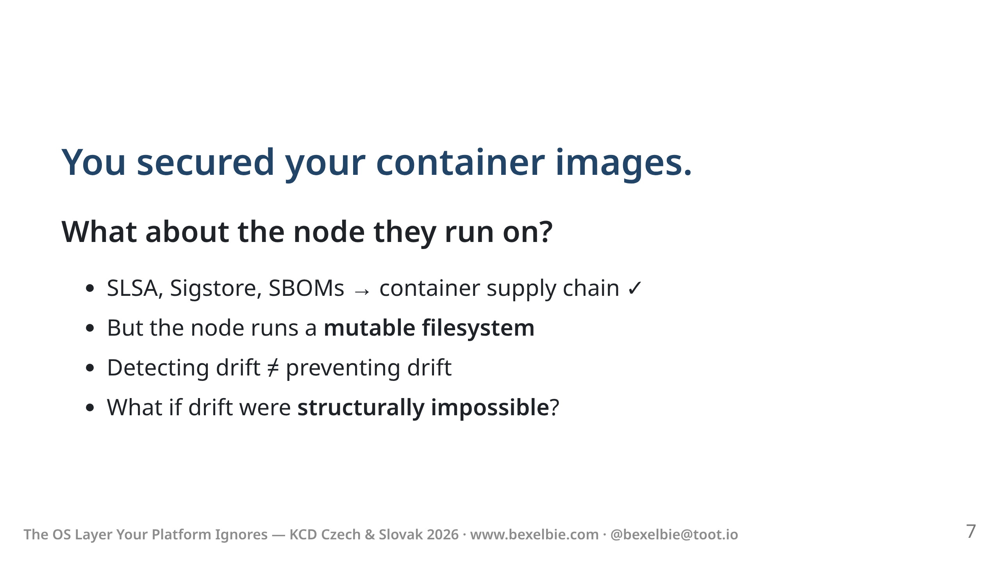 You secured your container images.
What about the node they run on?
• SLSA, Sigstore, SBOMs → container supply chain ✓
• But the node runs a mutable filesystem
• Detecting drift ≠ preventing drift
• What if drift were structurally impossible?
The OS Layer Your Platform Ignores — KCD Czech & Slovak 2026 · www.bexelbie.com · @bexelbie@toot.io
7